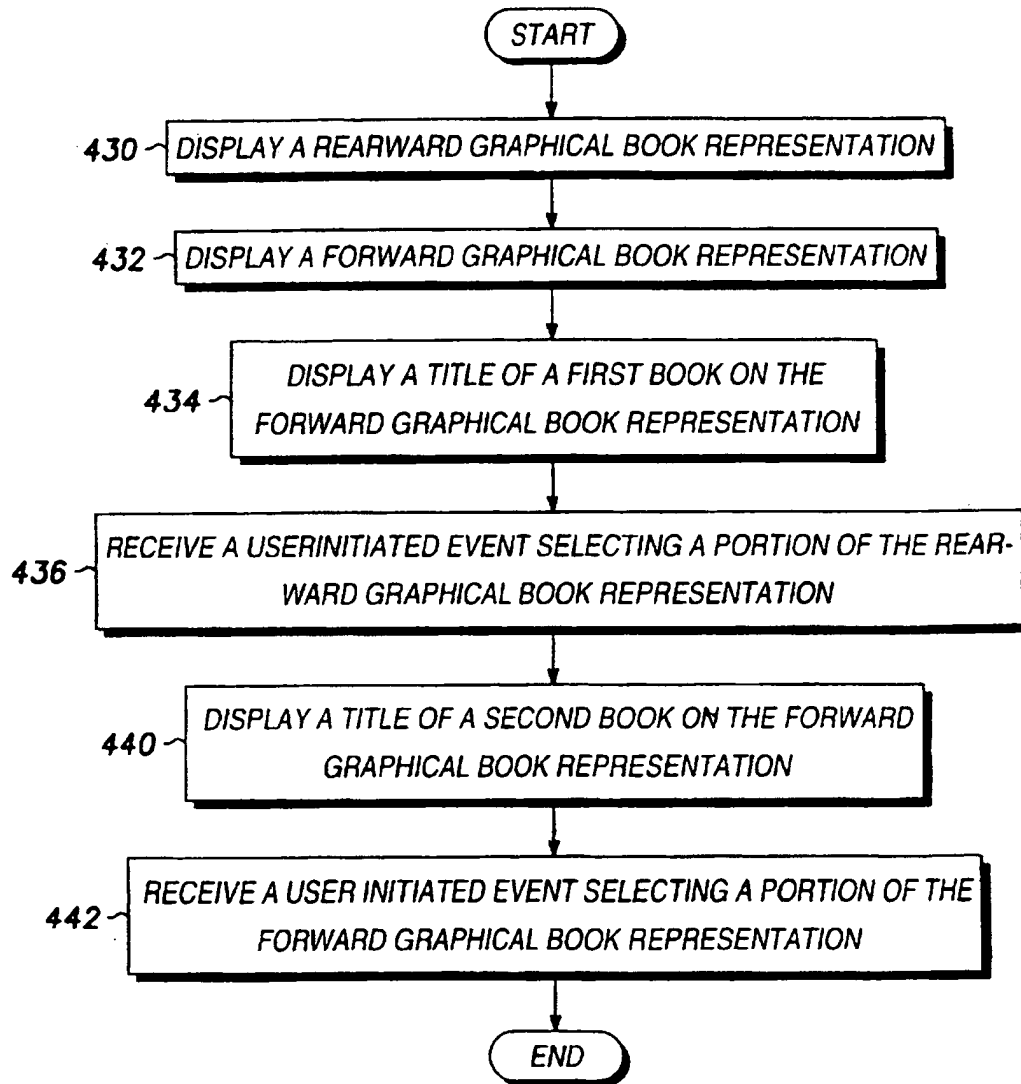 START
430 DISPLAY A REARWARD GRAPHICAL BOOK REPRESENTATION
432 DISPLAY A FORWARD GRAPHICAL BOOK REPRESENTATION
DISPLAY A TITLE OF A FIRST BOOK ON THE
434 FORWARD GRAPHICAL BOOK REPRESENTATION
RECEIVE A USERINITIATED EVENT SELECTING A PORTION OF THE REAR-
436 WARD GRAPHICAL BOOK REPRESENTATION
DISPLAY A TITLE OF A SECOND BOOK ON THE FORWARD
440 GRAPHICAL BOOK REPRESENTATION
RECEIVE A USER INITIATED EVENT SELECTING A PORTION OF THE
442 FORWARD GRAPHICAL BOOK REPRESENTATION
END